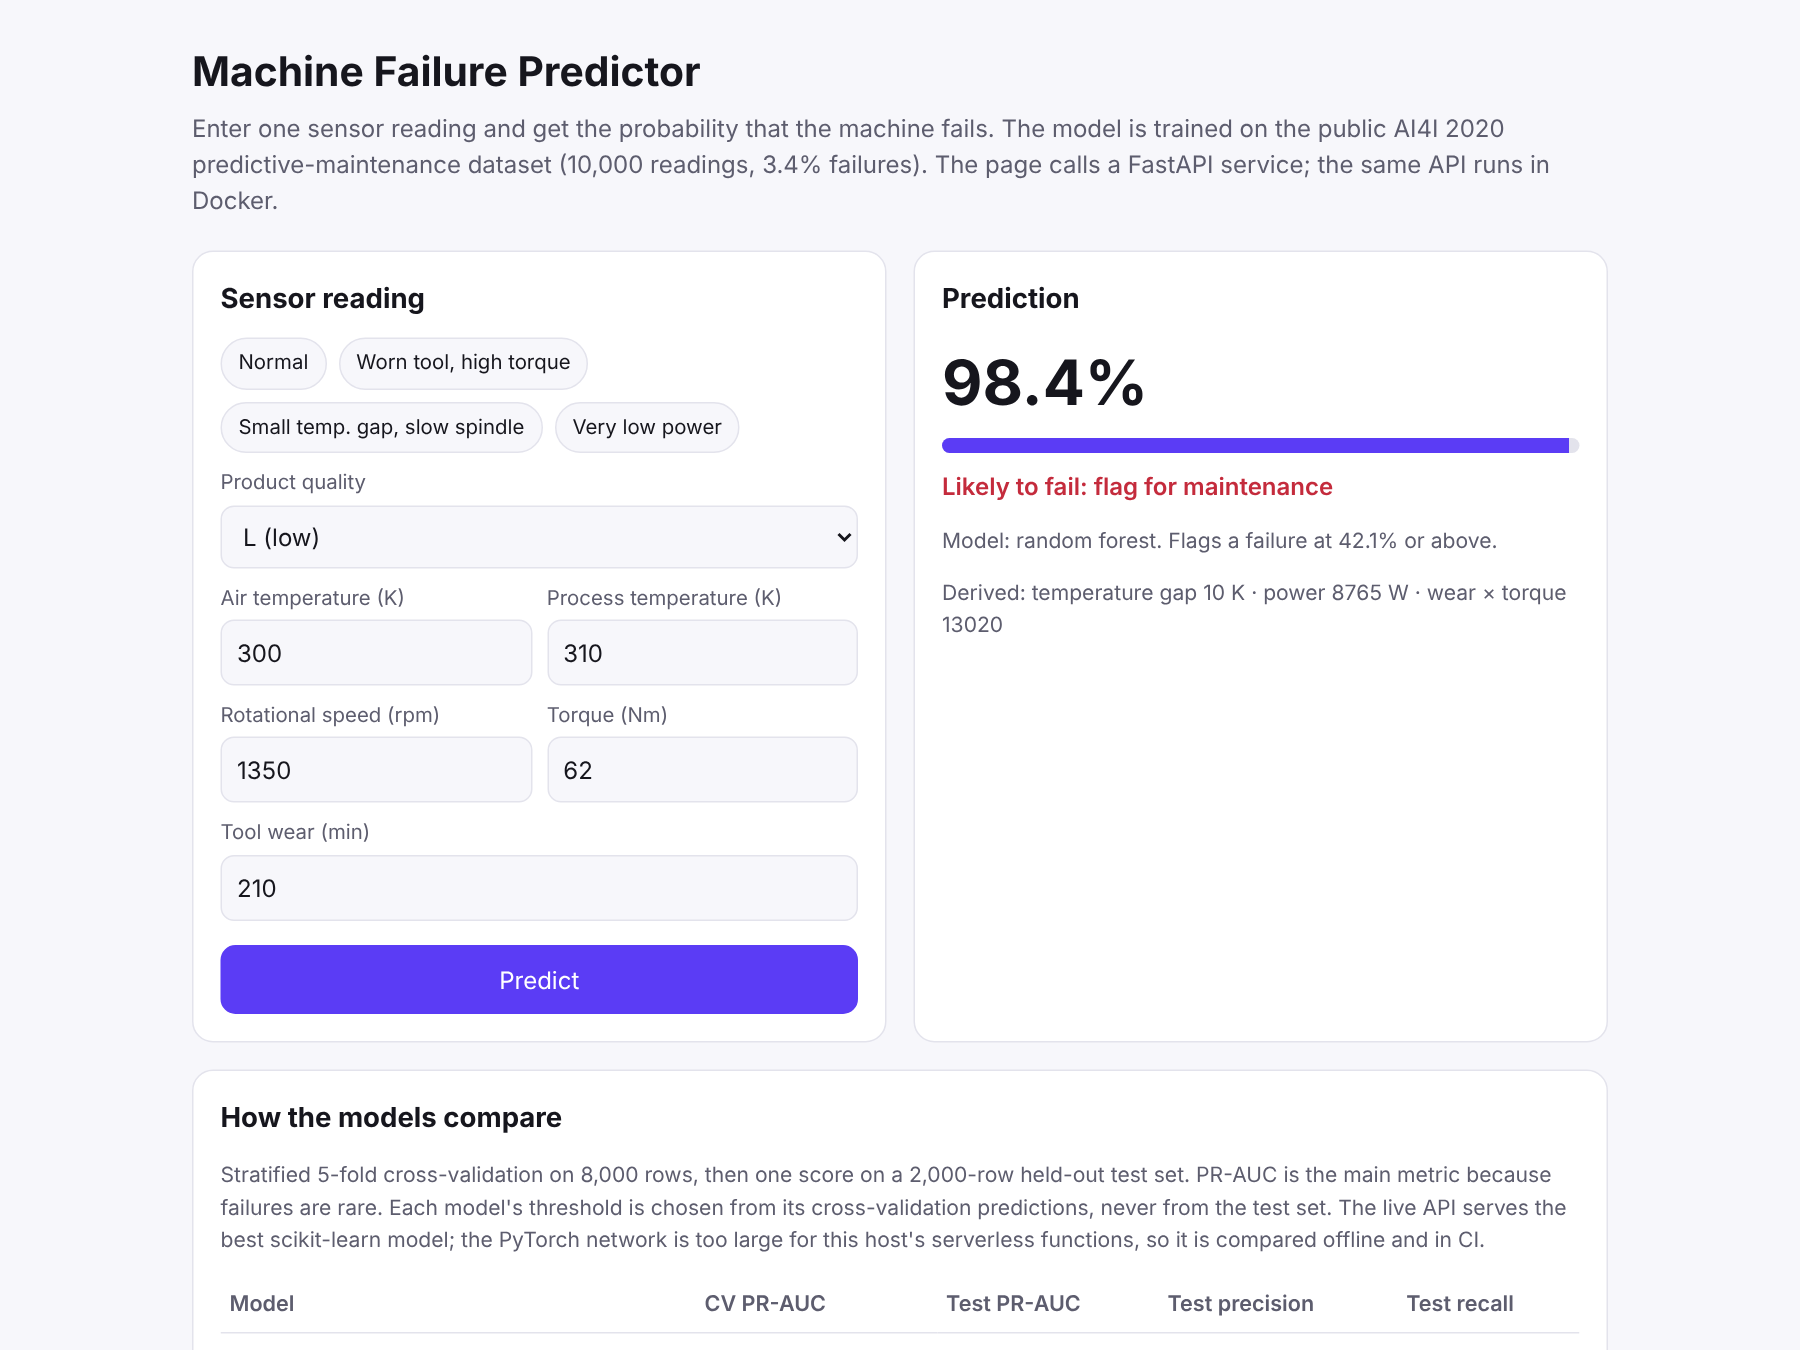 Machine Failure Predictor
Enter one sensor reading and get the probability that the machine fails. The model is trained on the public AI4I 2020
predictive-maintenance dataset (10,000 readings, 3.4% failures). The page calls a FastAPI service; the same API runs in
Docker.
Sensor reading
Normal
Worn tool, high torque
Small temp. gap, slow spindle
Very low power
Product quality
L (low)
Air temperature (K)
Process temperature (K)
300
310
Rotational speed (rpm)
Torque (Nm)
1350
62
Tool wear (min)
210
Predict
Prediction
98.4%
Likely to fail: flag for maintenance
Model: random forest. Flags a failure at 42.1% or above.
Derived: temperature gap 10 K · power 8765 W · wear × torque
13020
How the models compare
Stratified 5-fold cross-validation on 8,000 rows, then one score on a 2,000-row held-out test set. PR-AUC is the main metric because
failures are rare. Each model's threshold is chosen from its cross-validation predictions, never from the test set. The live API serves the
best scikit-learn model; the PyTorch network is too large for this host's serverless functions, so it is compared offline and in CI.
Model
CV PR-AUC
Test PR-AUC
Test precision
Test recall